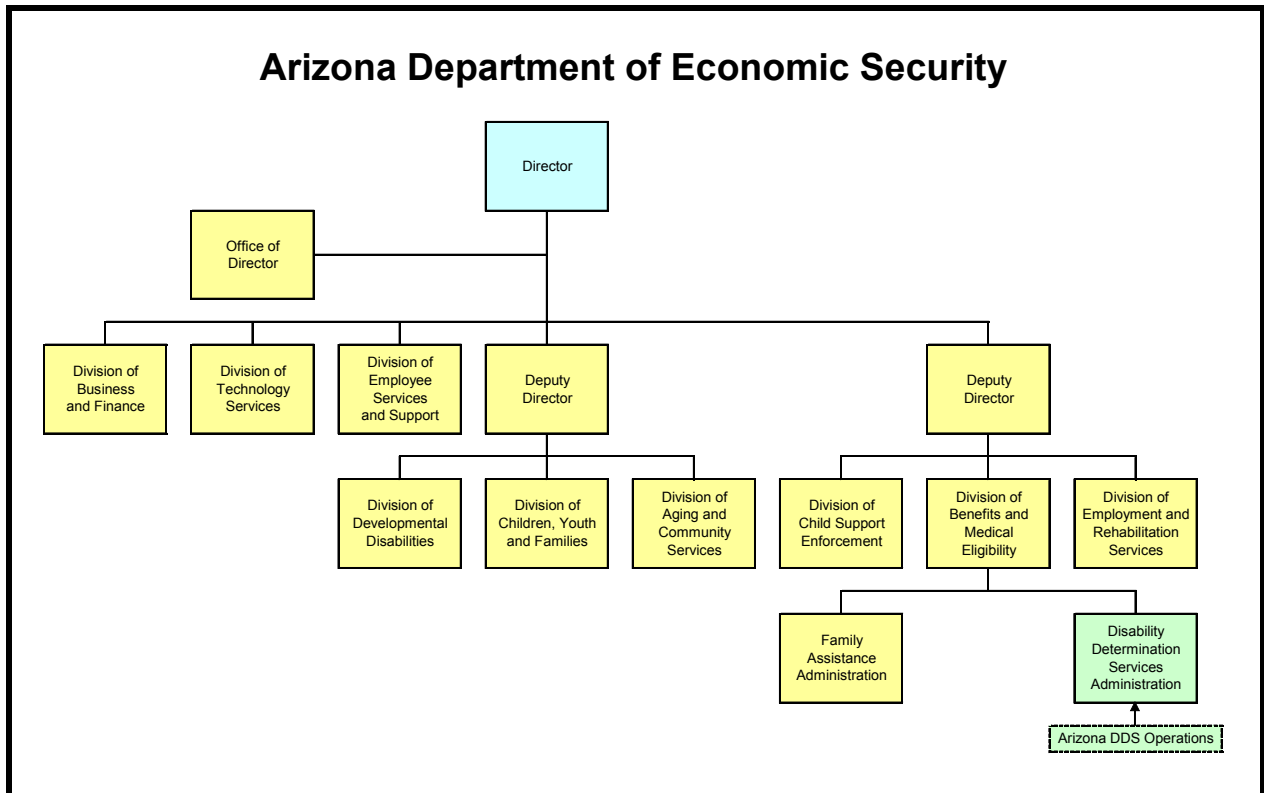 Arizona Department of Economic Security
Director
Office of
Director
Division of
Business
and Finance
Division of
Technology
Services
Division of
Employee
Services
and Support
Deputy
Director
Deputy
Director
Division of
Developmental
Disabilities
Division of
Children, Youth
and Families
Division of
Aging and
Community
Services
Division of
Child Support
Enforcement
Division of
Benefits and
Medical
Eligibility
Division of
Employment and
Rehabilitation
Services
Family
Assistance
Administration
Disability
Determination
Services
Administration
Arizona DDS Operations